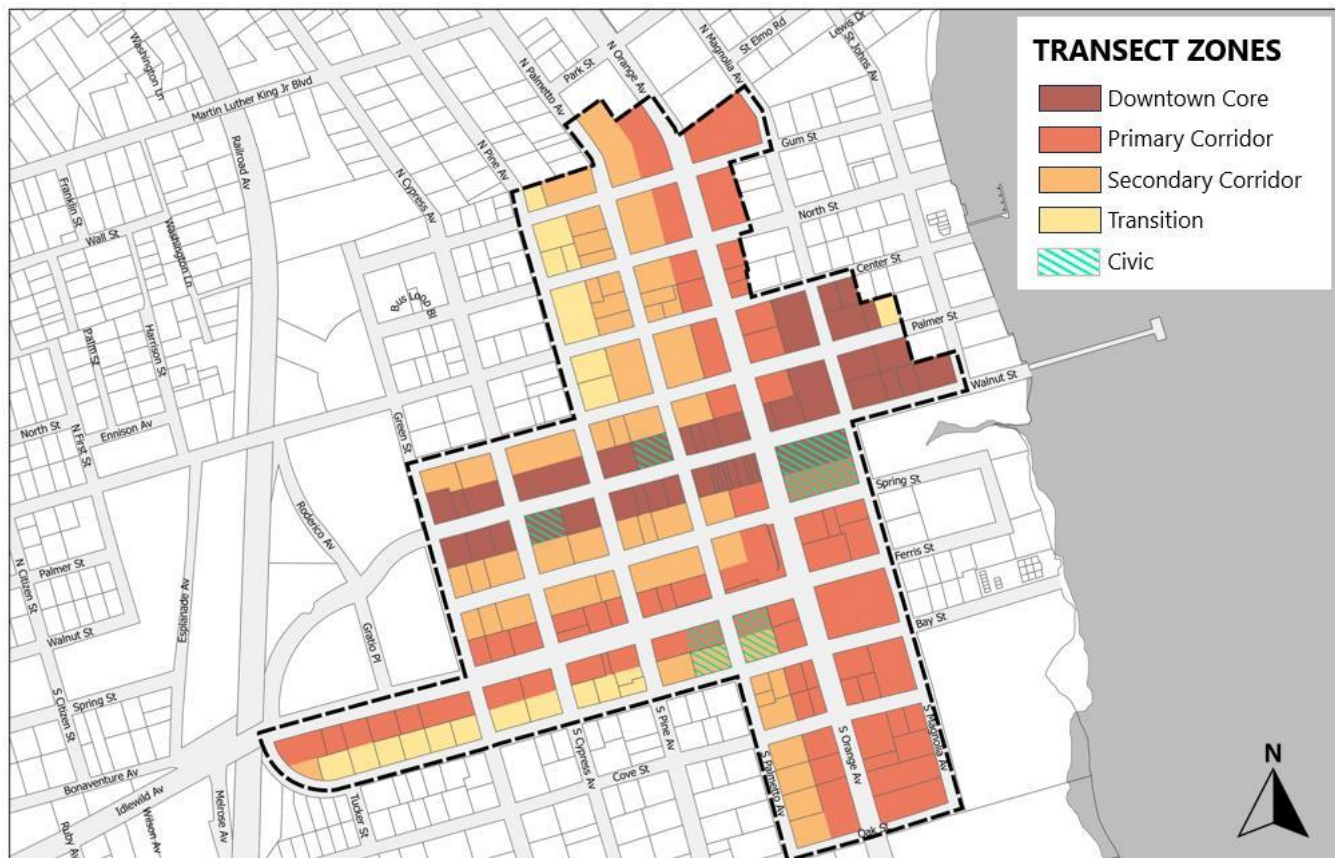 TRANSECT ZONES
Downtown Core
Primary Corridor
Secondary Corridor
Transition
Civic
Washington Ln
Martin Luther King Jr Blvd
Railroad Av
N Palmetto Av
Park St
N Orange Av
N Magnolia Av
St Elmo Rd
Lewis Dr
St Johns Av
Gum St
N Pine Av
N Cypress Av
Franklin St
Wall St
Washington Ln
North St
Center St
Palmer St
Walnut St
Bus Loop Bl
Palm St
Harrison St
Green St
North St
N First St
Ennison Av
Roderico Av
Spring St
Ferris St
Bay St
N Citizen St
Palmer St
Esplanade Av
Walnut St
Gratio Pl
S Citizen St
Spring St
S Pine Av
S Cypress Av
Cove St
S Palmetto Av
S Orange Av
S Magnolia Av
Bonaventure Av
Idlewild Av
Melrose Av
Tucker St
Ruby Av
Wilson Av
Oak St
N